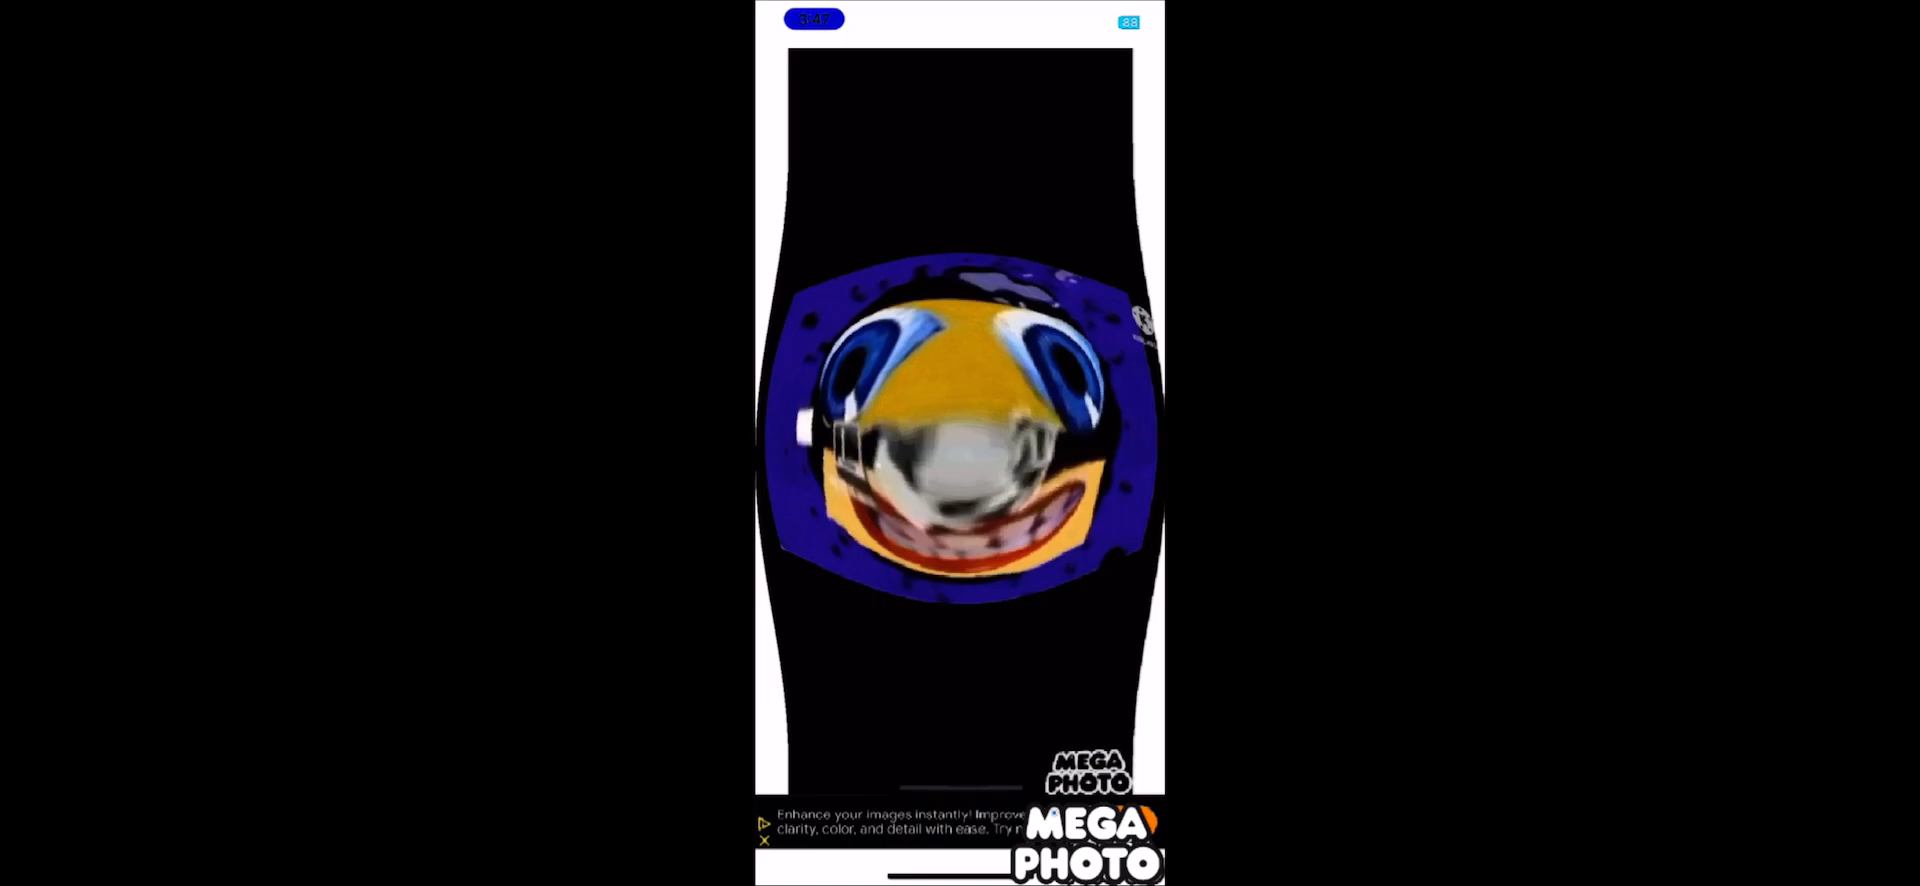 3:47
88
MEGA
PHOTO
Enhance your images instantly! Improve
clarity, color, and detail with ease. Try
MEGA
PHOTO